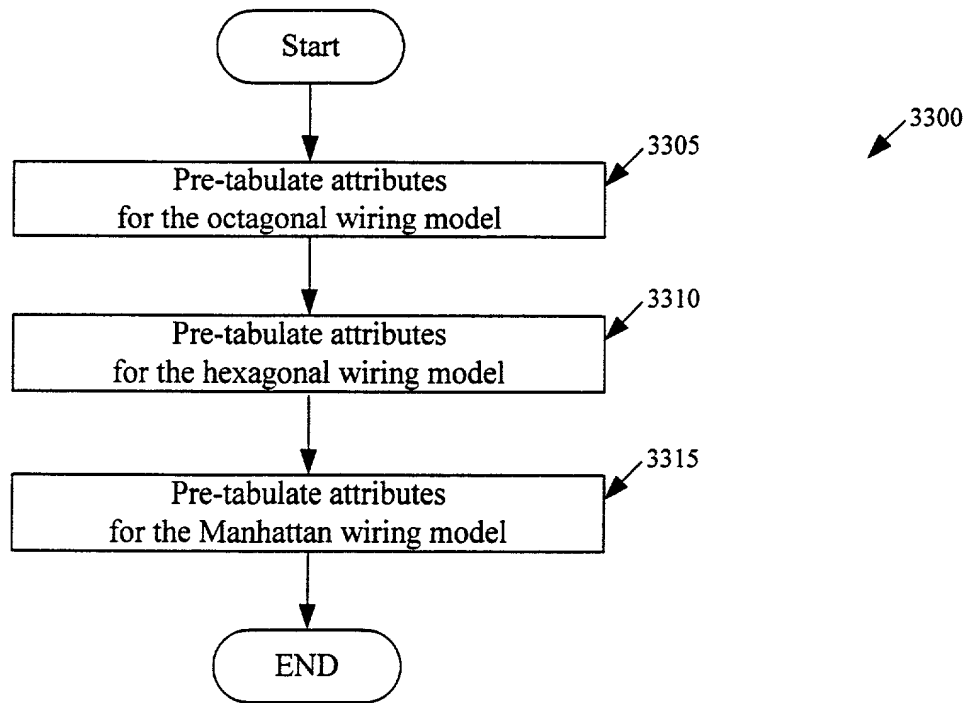 Start
3300
3305
Pre-tabulate attributes
for the octagonal wiring model
3310
Pre-tabulate attributes
for the hexagonal wiring model
3315
Pre-tabulate attributes
for the Manhattan wiring model
END